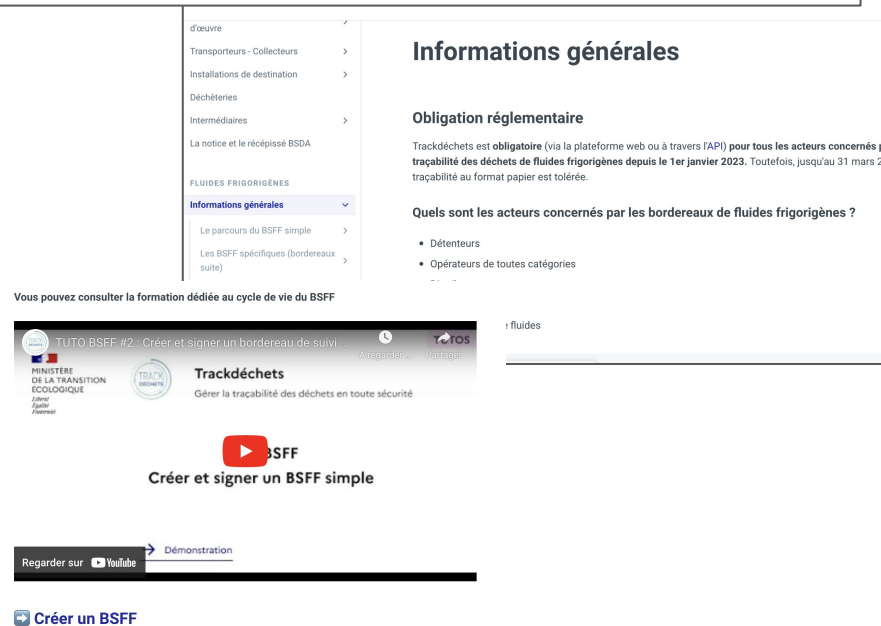 d'œuvre
Transporteurs - Collecteurs
Installations de destination
Déchèteries
Intermédiaires
La notice et le récépissé BSDA
FLUIDES FRIGORIGÈNES
Informations générales
Le parcours du BSFF simple
Les BSFF spécifiques (bordereaux
suite)
Informations générales
Obligation réglementaire
Trackdéchets est obligatoire (via la plateforme web ou à travers l'API) pour tous les acteurs concernés
traçabilité des déchets de fluides frigorigènes depuis le 1er janvier 2023. Toutefois, jusqu'au 31 mars 2
traçabilité au format papier est tolérée.
Quels sont les acteurs concernés par les bordereaux de fluides frigorigènes ?
• Détenteurs
• Opérateurs de toutes catégories
fluides
Vous pouvez consulter la formation dédiée au cycle de vie du BSFF
TUTO BSFF #2 : Créer et signer un bordereau de suivi ...
À regarder ...
Partager
TUTOS
MINISTÈRE
DE LA TRANSITION
ÉCOLOGIQUE
Liberté
Égalité
Fraternité
TRACK
DÉCHETS
Trackdéchets
Gérer la traçabilité des déchets en toute sécurité
BSFF
Créer et signer un BSFF simple
Démonstration
Regarder sur YouTube
➡ Créer un BSFF